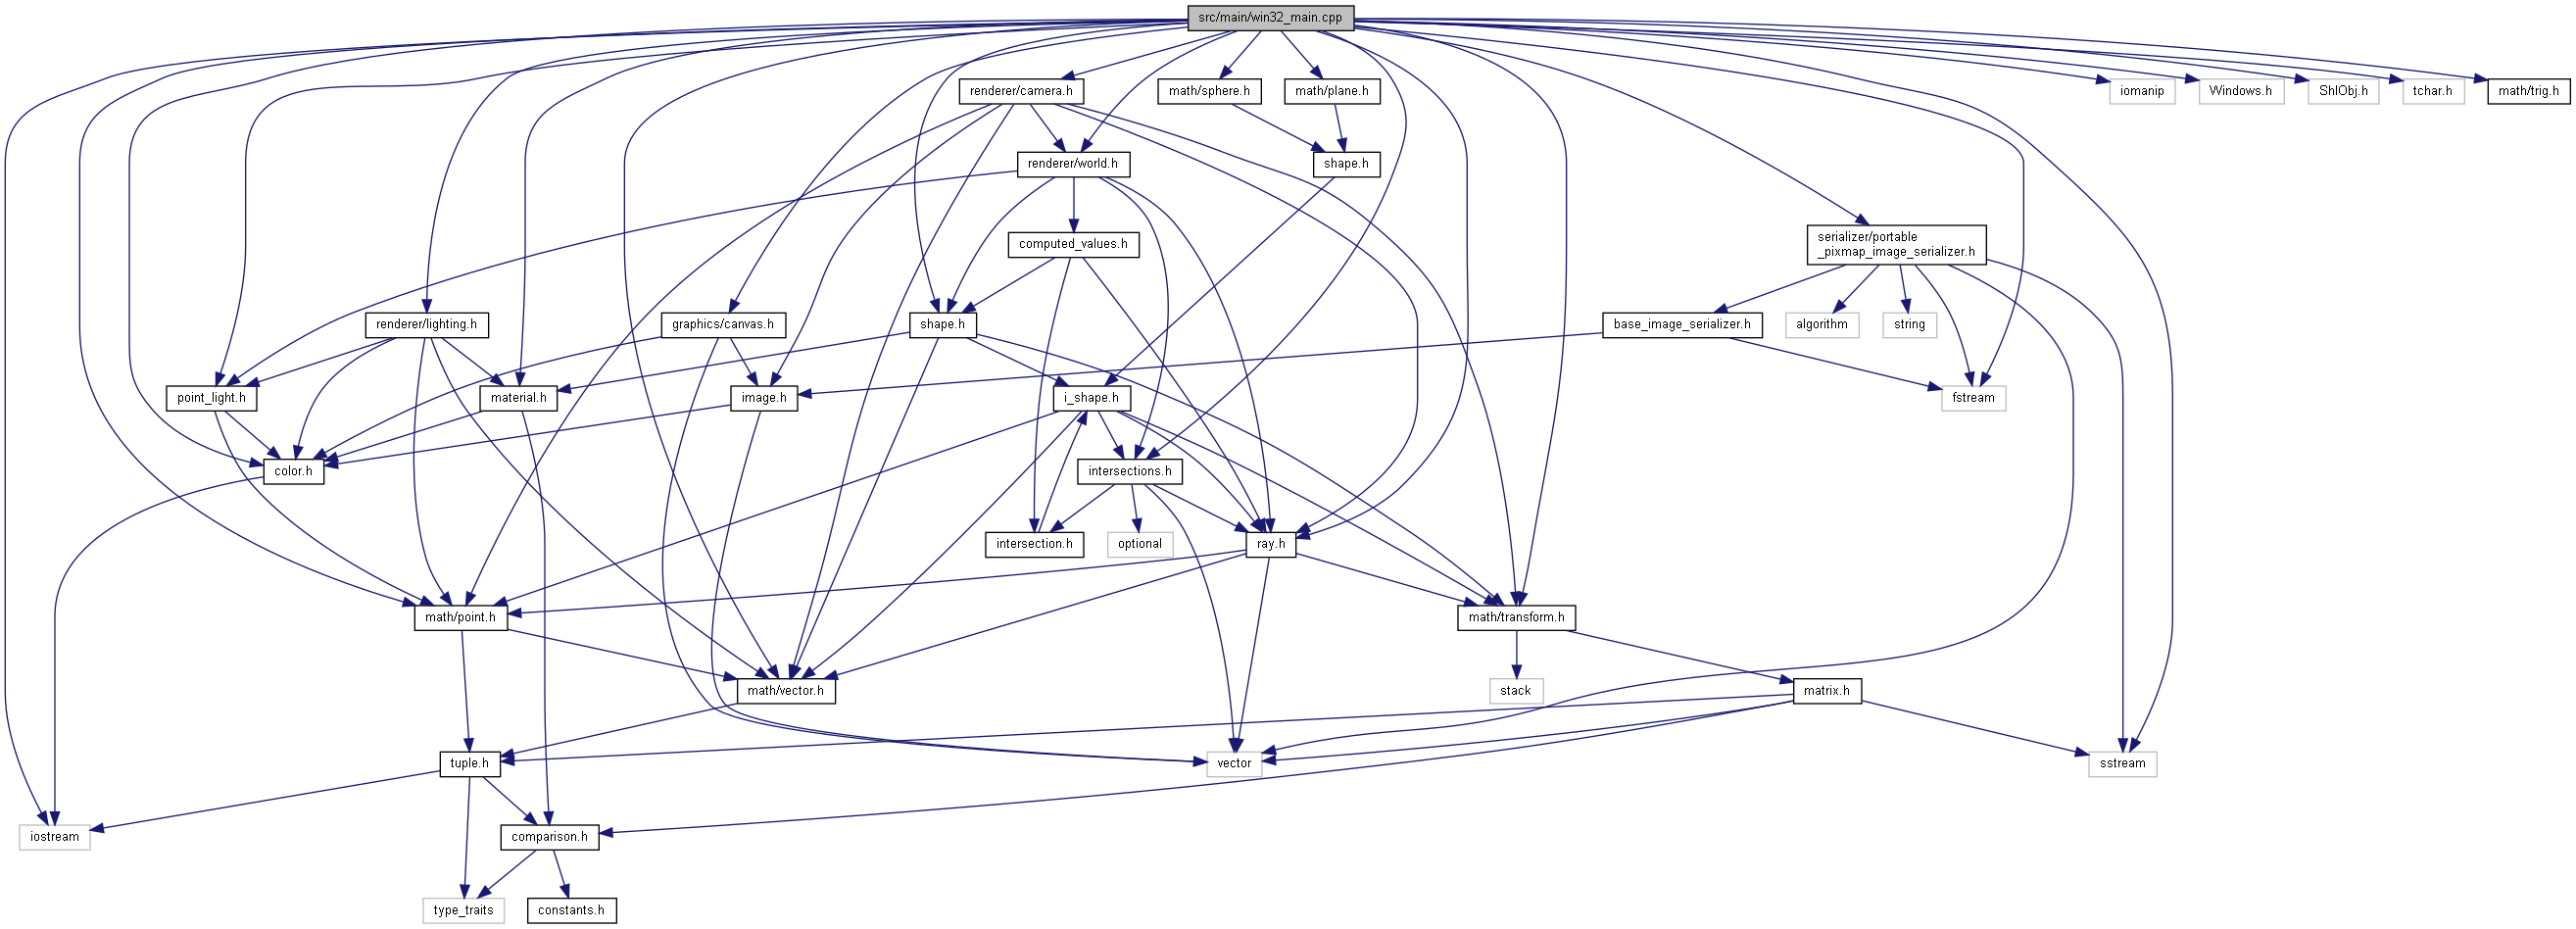 src/main/win32_main.cpp
renderer/camera.h
math/sphere.h
math/plane.h
iomanip
Windows.h
ShlObj.h
tchar.h
math/trig.h
renderer/world.h
shape.h
computed_values.h
serializer/portable
_pixmap_image_serializer.h
renderer/lighting.h
graphics/canvas.h
shape.h
base_image_serializer.h
algorithm
string
point_light.h
material.h
image.h
i_shape.h
fstream
color.h
intersections.h
intersection.h
optional
ray.h
math/point.h
math/transform.h
math/vector.h
stack
matrix.h
tuple.h
vector
sstream
iostream
comparison.h
type_traits
constants.h